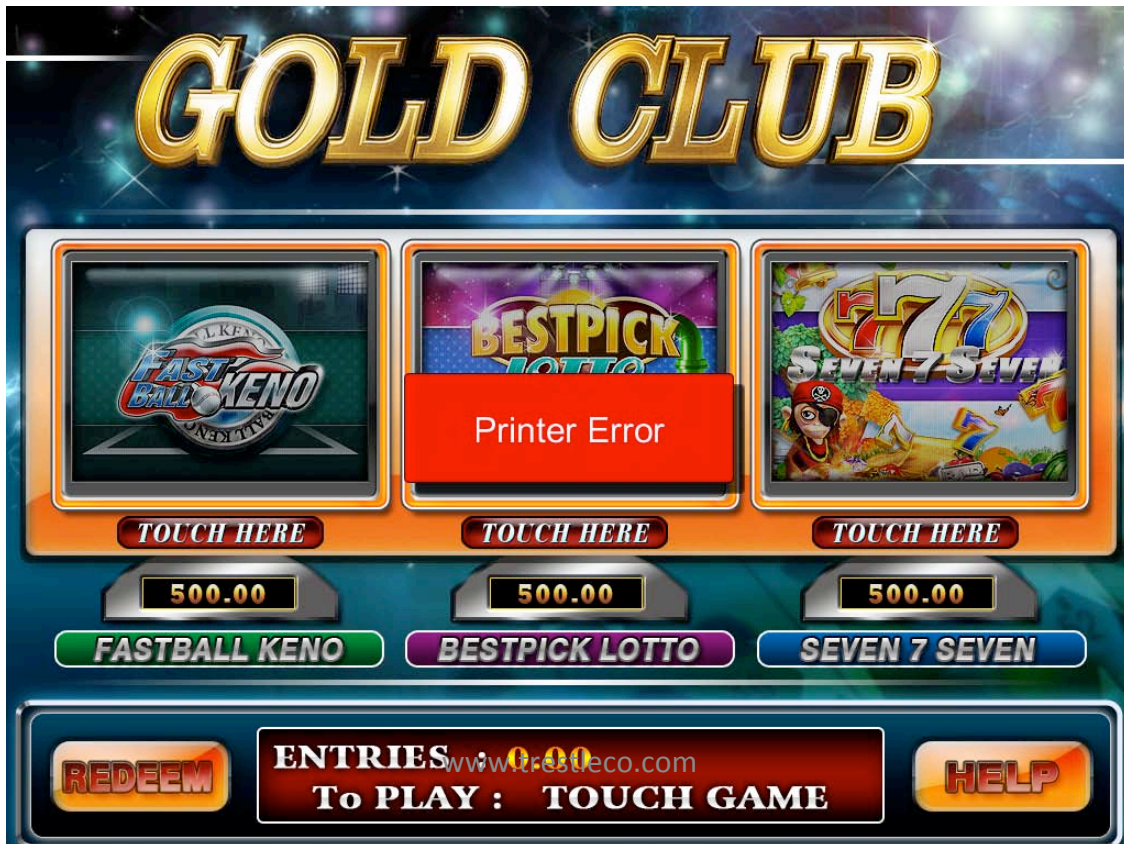 GOLD CLUB
FAST BALL KENO
BESTPICK
LOTTO
Printer Error
777
SEVEN 7 SEVEN
TOUCH HERE
TOUCH HERE
TOUCH HERE
500.00
500.00
500.00
FASTBALL KENO
BESTPICK LOTTO
SEVEN 7 SEVEN
REDEEM
ENTRIES : 0.00
www.trestleco.com
TO PLAY : TOUCH GAME
HELP